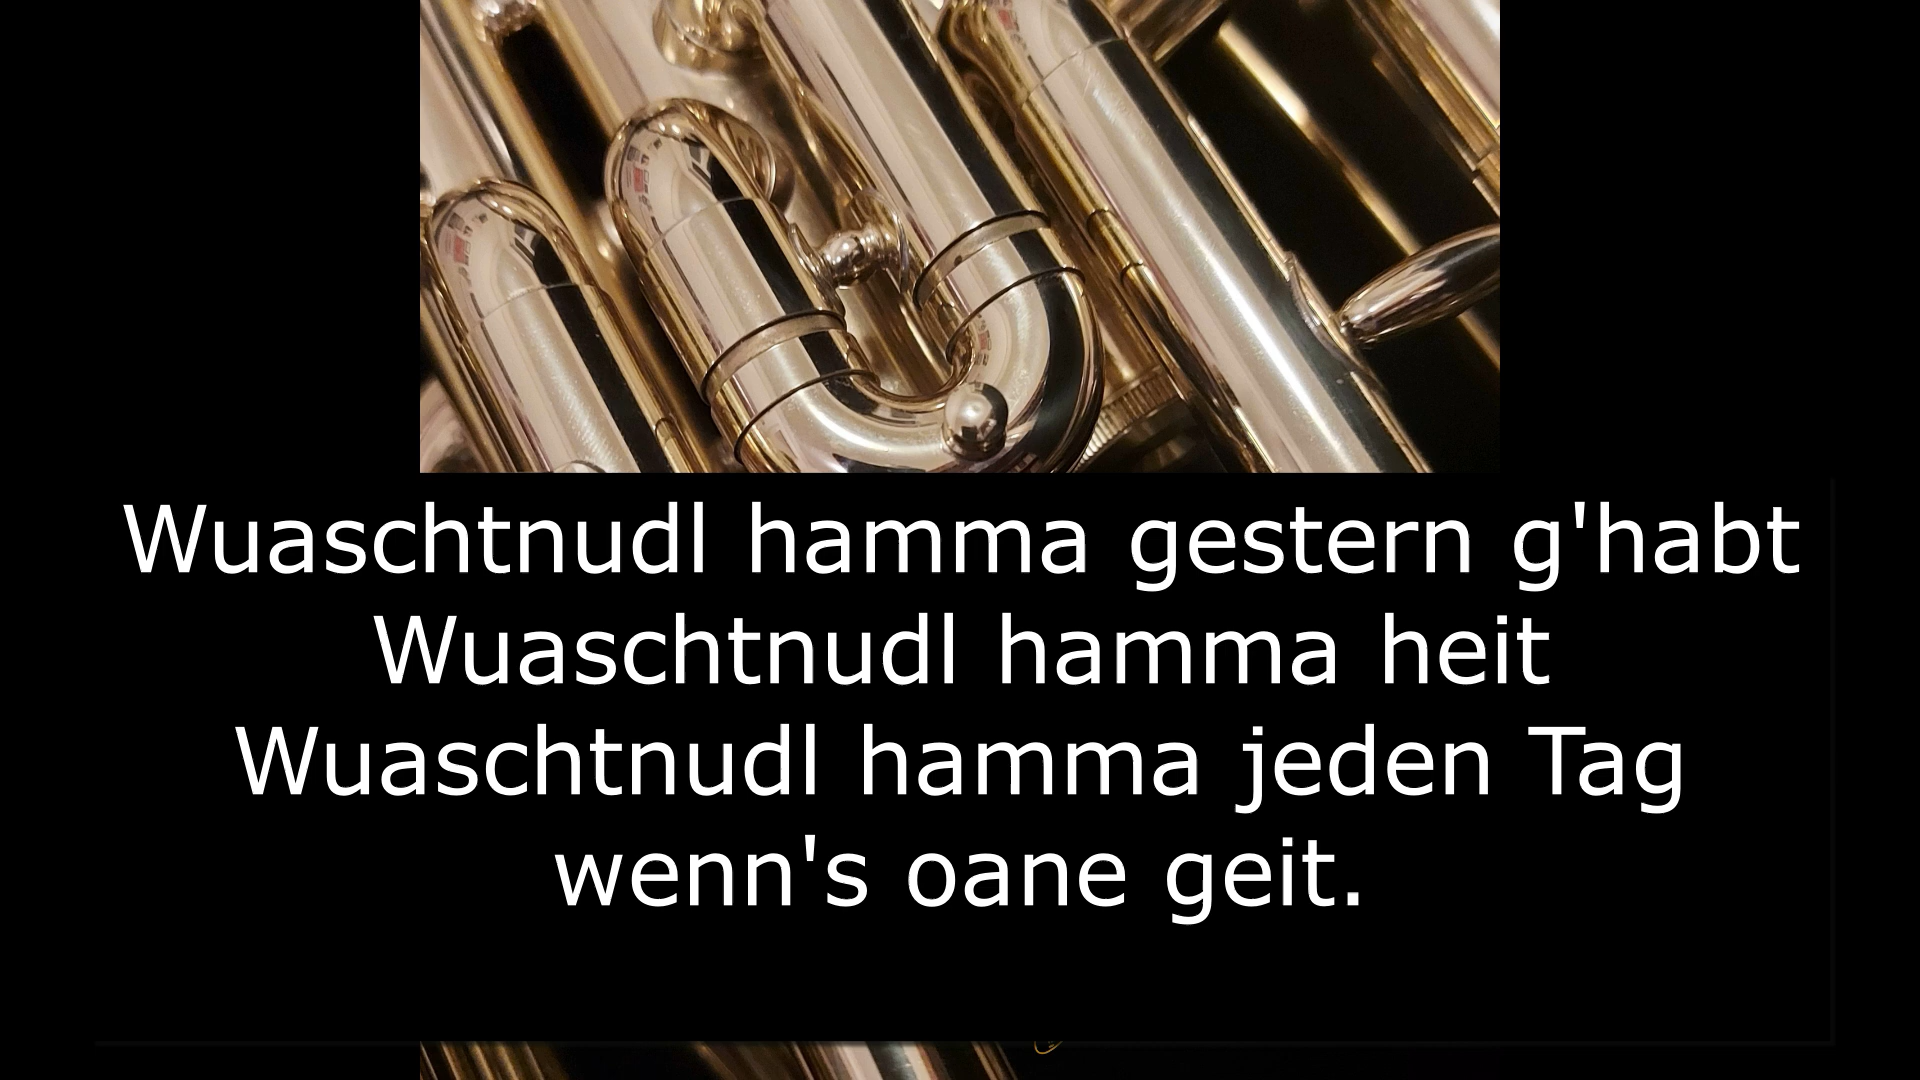 Wuaschtnudl hamma gestern g'habt
Wuaschtnudl hamma heit
Wuaschtnudl hamma jeden Tag
wenn's oane geit.